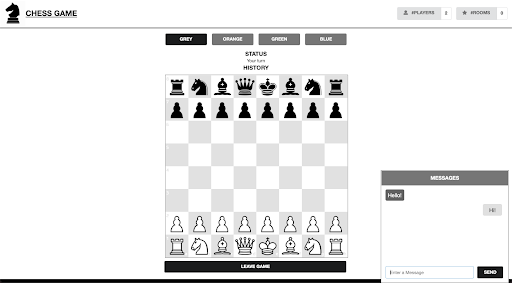 CHESS GAME
#PLAYERS 2
#ROOMS 0
GREY ORANGE GREEN BLUE
STATUS
Your turn
HISTORY
MESSAGES
Hello!
Hi!
Enter a Message SEND
LEAVE GAME